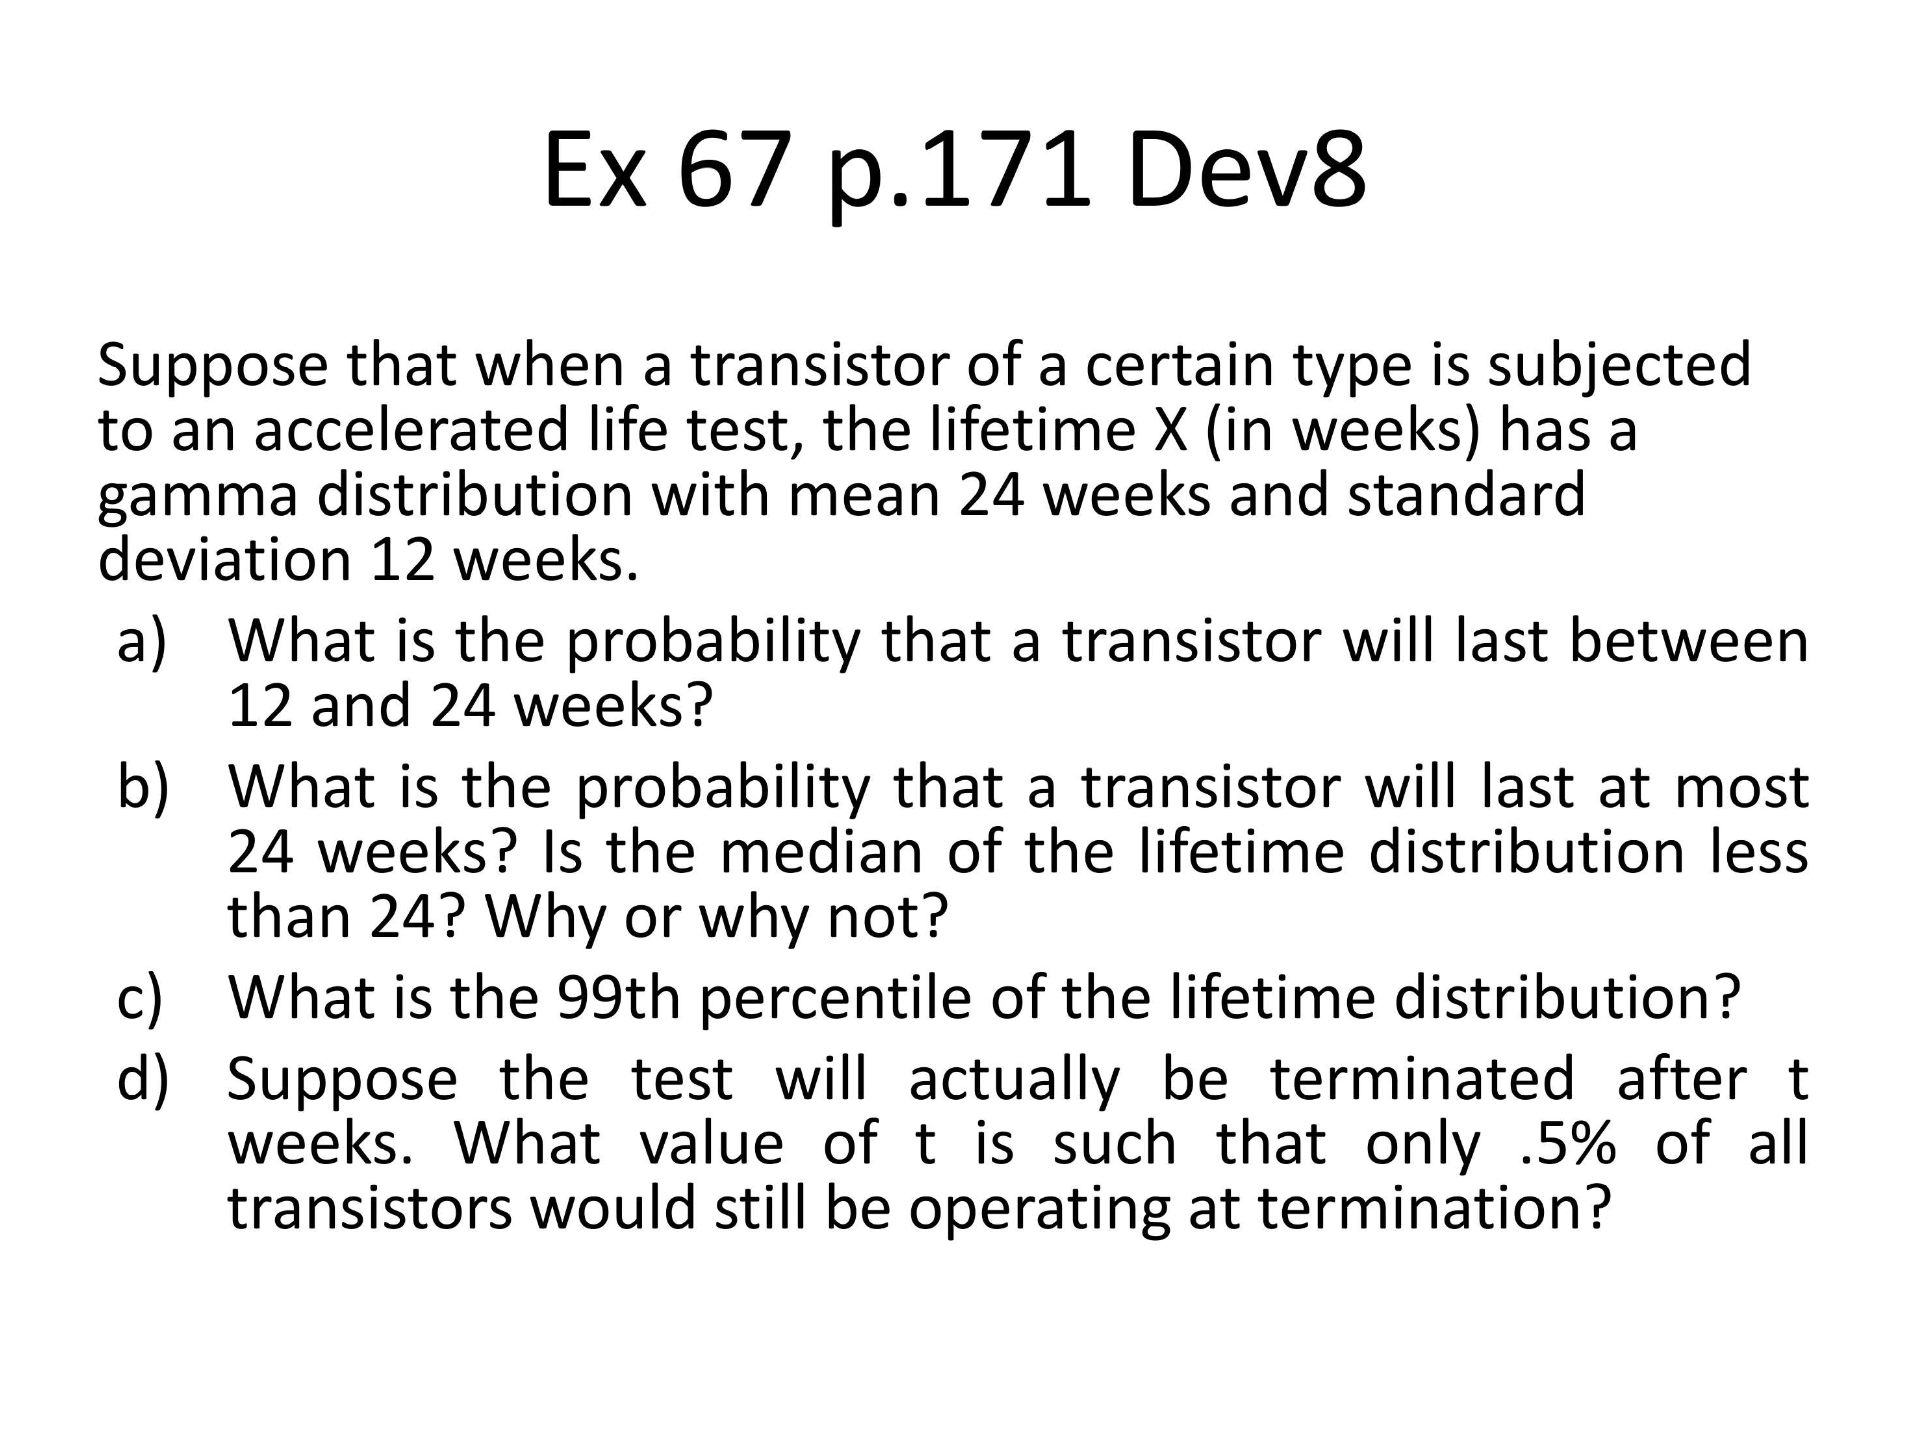 Ex 67 p.171 Dev8
Suppose that when a transistor of a certain type is subjected
to an accelerated life test, the lifetime X (in weeks) has a
gamma distribution with mean 24 weeks and standard
deviation 12 weeks.
a) What is the probability that a transistor will last between
12 and 24 weeks?
b) What is the probability that a transistor will last at most
24 weeks? Is the median of the lifetime distribution less
than 24? Why or why not?
c) What is the 99th percentile of the lifetime distribution?
d) Suppose the test will actually be terminated after t
weeks. What value of t is such that only .5% of all
transistors would still be operating at termination?